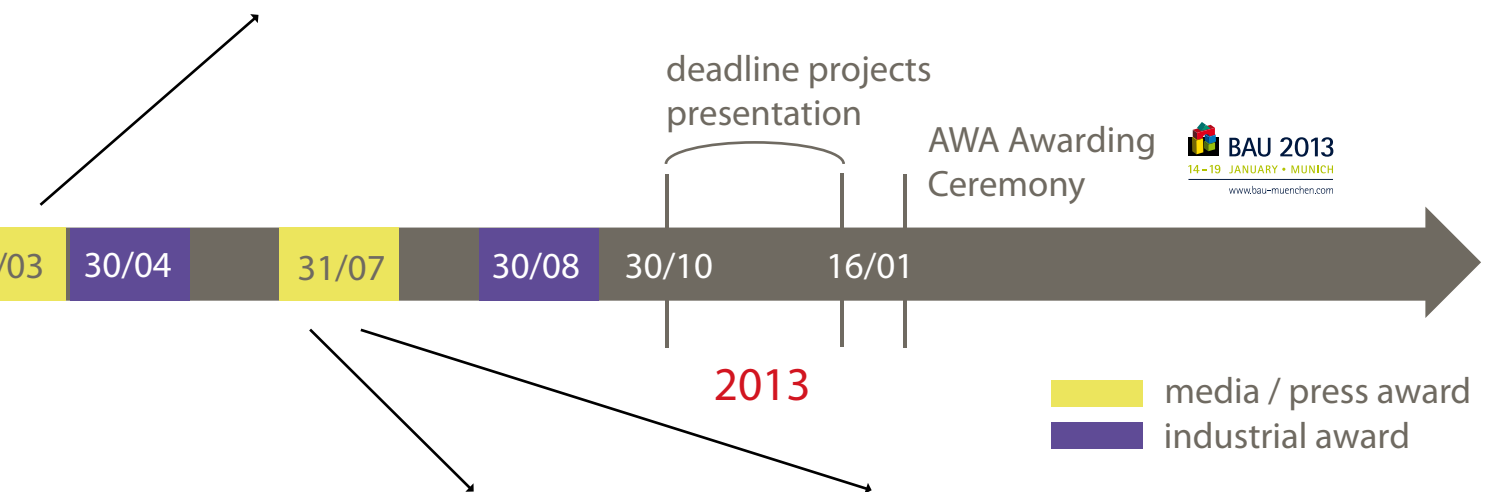 deadline projects
presentation
AWA Awarding
Ceremony
BAU 2013
14–19 JANUARY • MUNICH
www.bau-muenchen.com
/03 30/04 31/07 30/08 30/10 16/01
2013
media / press award
industrial award